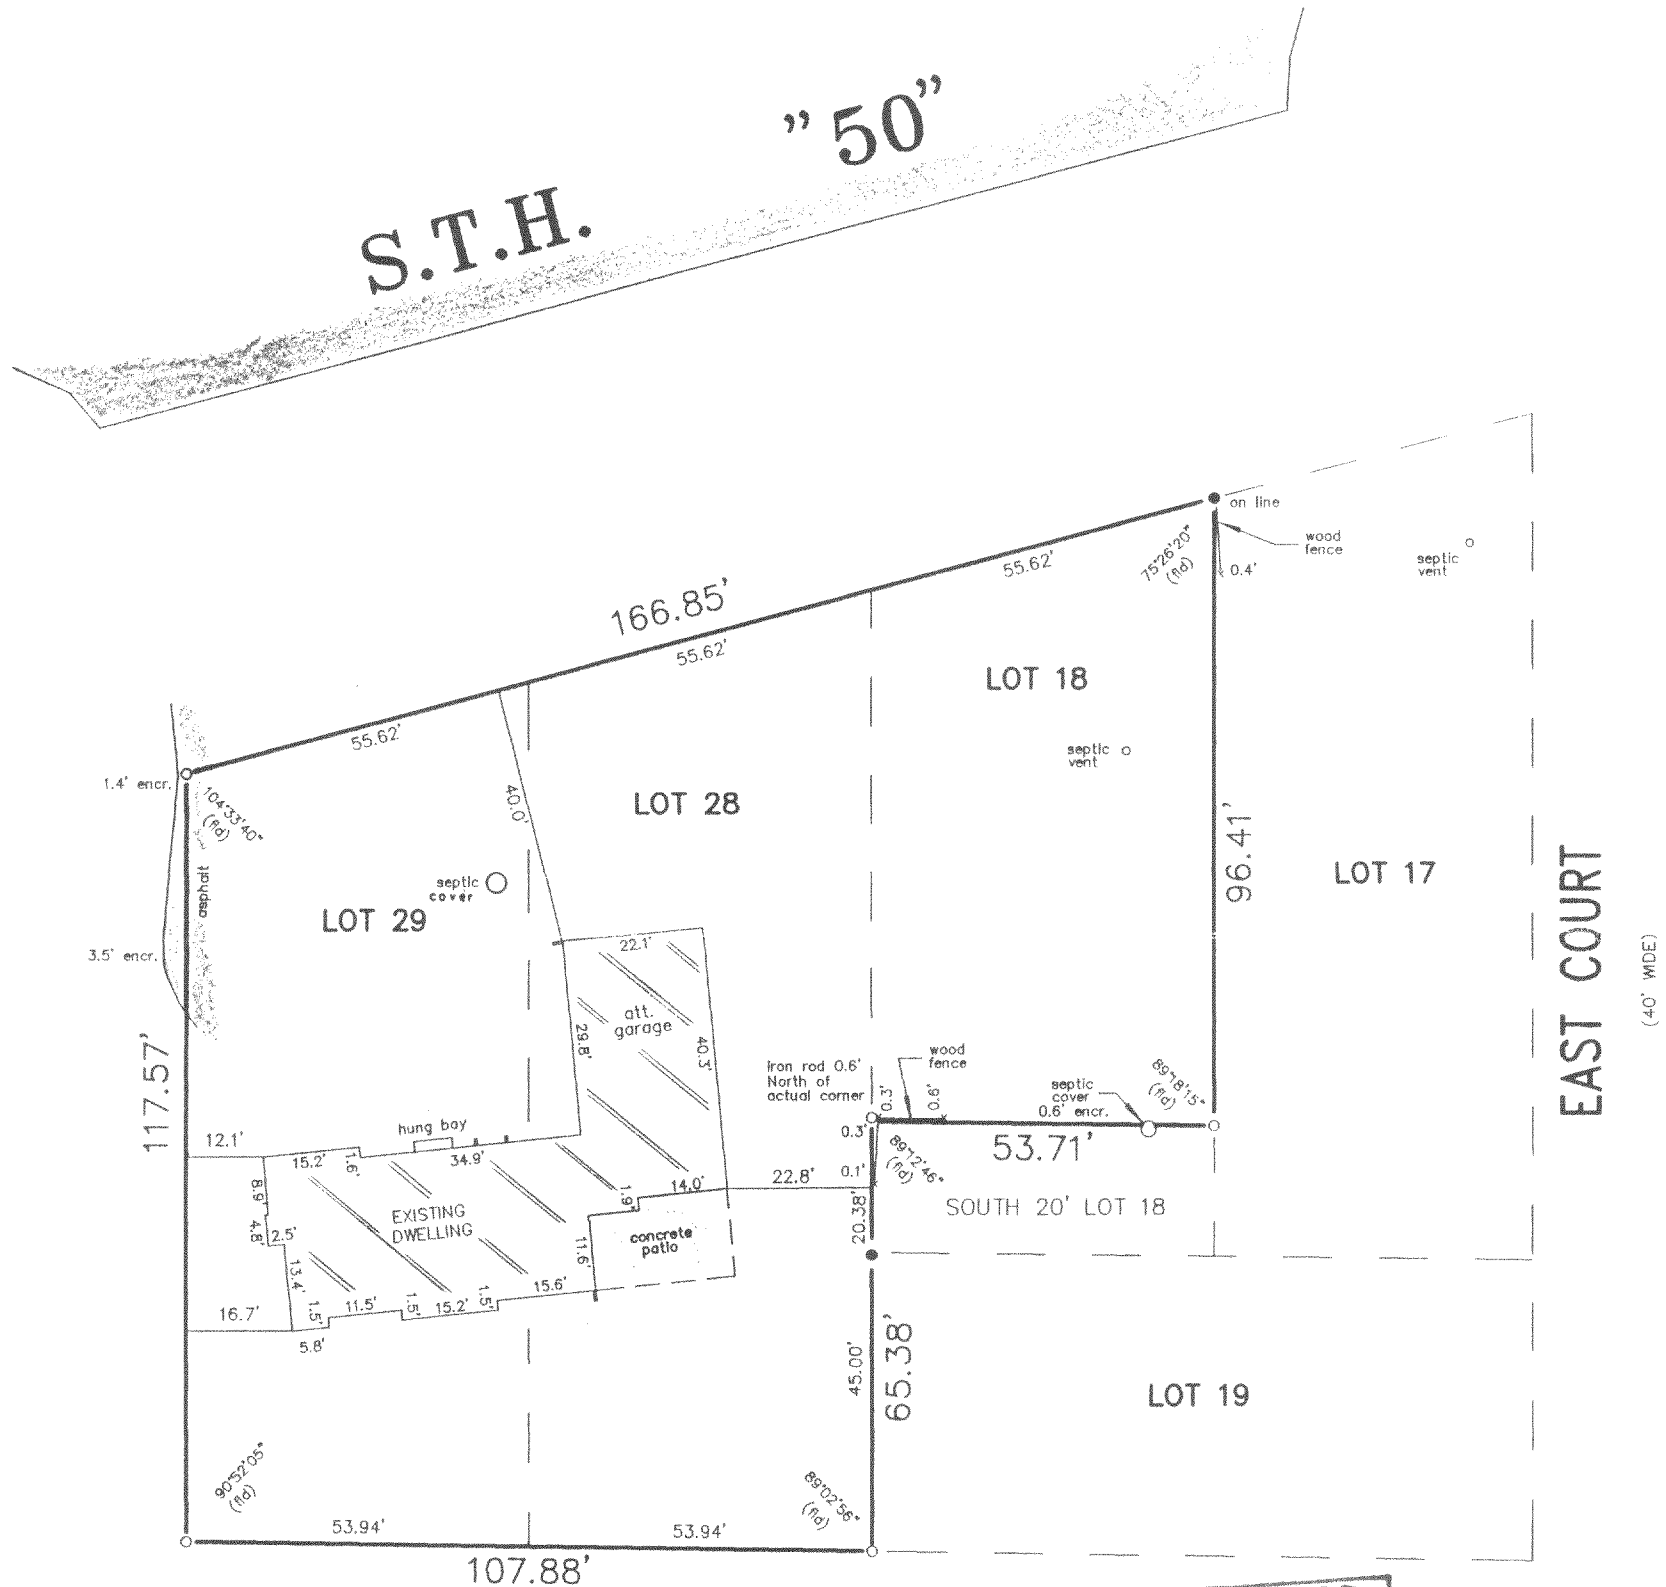 S.T.H. "50"
on line
wood
fence
0.4'
septic
vent
75°26'20"
(fld)
55.62'
166.85'
55.62'
55.62'
LOT 18
septic
vent
1.4' encr.
104°33'40"
(fld)
40.0'
LOT 28
96.41'
LOT 17
asphalt
septic
cover
LOT 29
3.5' encr.
EAST COURT
(40' WIDE)
22.1'
att.
garage
29.8'
40.3'
117.57'
iron rod 0.6'
North of
actual corner
wood
fence
0.3'
0.6'
septic
cover
0.6' encr.
89°18'15"
(fld)
hung bay
12.1'
15.2'
1.6'
34.9'
0.3'
53.71'
89°12'46"
(fld)
0.1'
22.8'
14.0'
1.9'
8.9'
4.8'
2.5'
EXISTING
DWELLING
concrete
patio
11.6'
20.38'
SOUTH 20' LOT 18
13.4'
15.6'
16.7'
1.5'
11.5'
1.5'
15.2'
1.5'
5.8'
45.00'
65.38'
LOT 19
90°52'05"
(fld)
89°02'56"
(fld)
53.94'
53.94'
107.88'